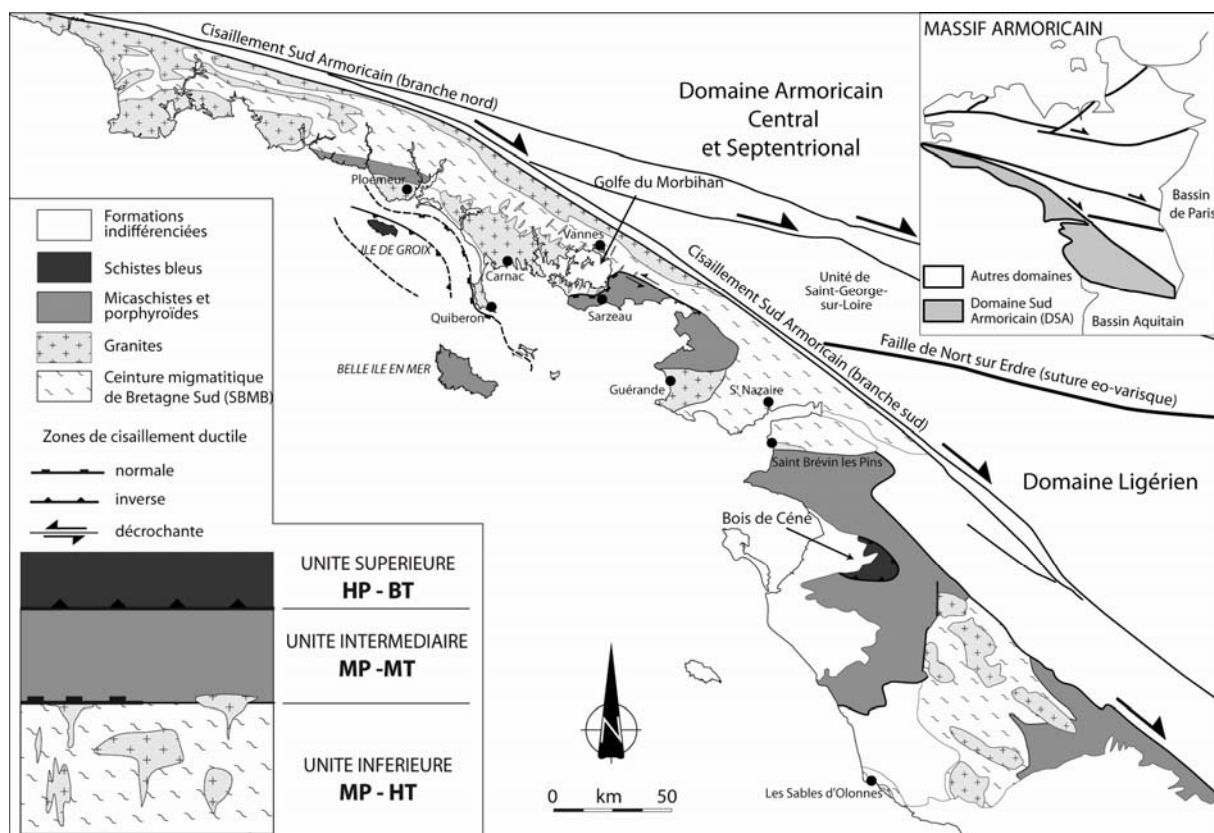 Cisaillement Sud Armoricain (branche nord)
Domaine Armoricain
Central
et Septentrional
Golfe du Morbihan
Ploemeur
ILE DE GROIX
Vannes
Carnac
Quiberon
Sarzeau
BELLE ILE EN MER
Guérande
St Nazaire
Saint Brévin les Pins
Cisaillement Sud Armoricain (branche sud)
Unité de
Saint-George-
sur-Loire
Faille de Nort sur Erdre (suture eo-varisque)
Domaine Ligérien
Bois de Céné
Les Sables d'Olonnes
N
0 km 50
MASSIF ARMORICAIN
Bassin
de Paris
Autres domaines
Domaine Sud
Armoricain (DSA)
Bassin Aquitain
Formations
indifférenciées
Schistes bleus
Micaschistes et
porphyroïdes
Granites
Ceinture migmatitique
de Bretagne Sud (SBMB)
Zones de cisaillement ductile
normale
inverse
décrochante
UNITE SUPERIEURE
HP - BT
UNITE INTERMEDIAIRE
MP -MT
UNITE INFERIEURE
MP - HT